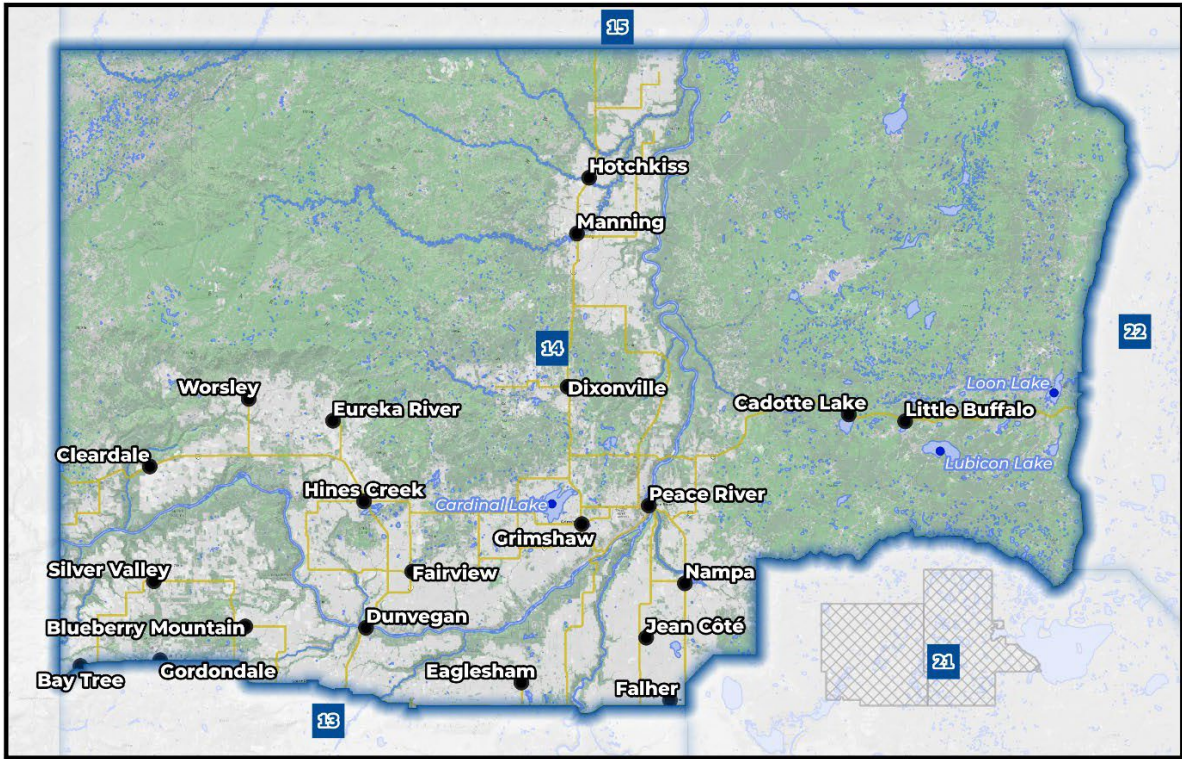 15
Hotchkiss
Manning
14
22
Worsley
Dixonville
Loon Lake
Eureka River
Cadotte Lake
Little Buffalo
Cleardale
Lubicon Lake
Hines Creek
Cardinal Lake
Peace River
Grimshaw
Silver Valley
Fairview
Nampa
Blueberry Mountain
Dunvegan
Jean Côté
Bay Tree
Gordondale
Eaglesham
Falher
21
13